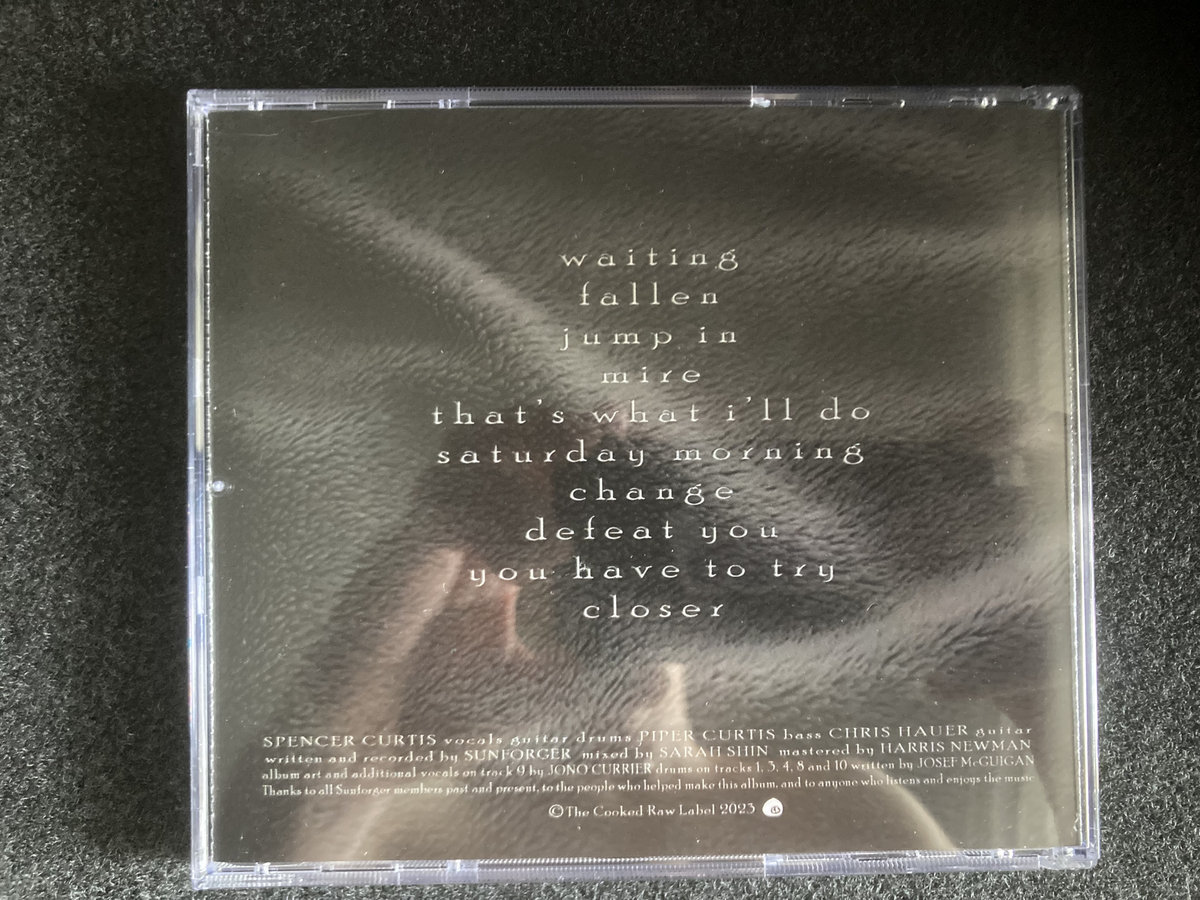 waiting
fallen
jump in
mire
that's what i'll do
saturday morning
change
defeat you
you have to try
closer
SPENCER CURTIS vocals guitar drums PIPER CURTIS bass CHRIS HAUER guitar
written and recorded by SUNFORGER mixed by SARAH SHIN mastered by HARRIS NEWMAN
album art and additional vocals on track 9 by JONO CURRIER drums on tracks 1, 3, 4, 8 and 10 written by JOSEF McGUIGAN
Thanks to all Sunforger members past and present, to the people who helped make this album, and to anyone who listens and enjoys the music
©The Cooked Raw Label 2023